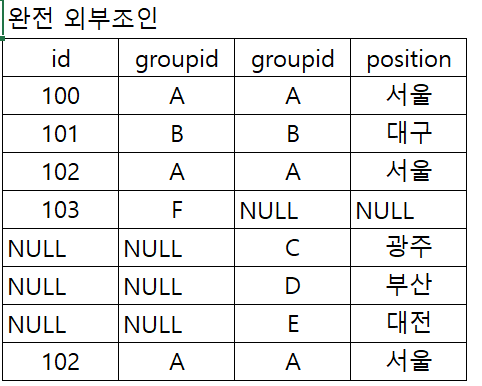 완전 외부조인
id groupid groupid position
100 A A 서울
101 B B 대구
102 A A 서울
103 F NULL NULL
NULL NULL C 광주
NULL NULL D 부산
NULL NULL E 대전
102 A A 서울